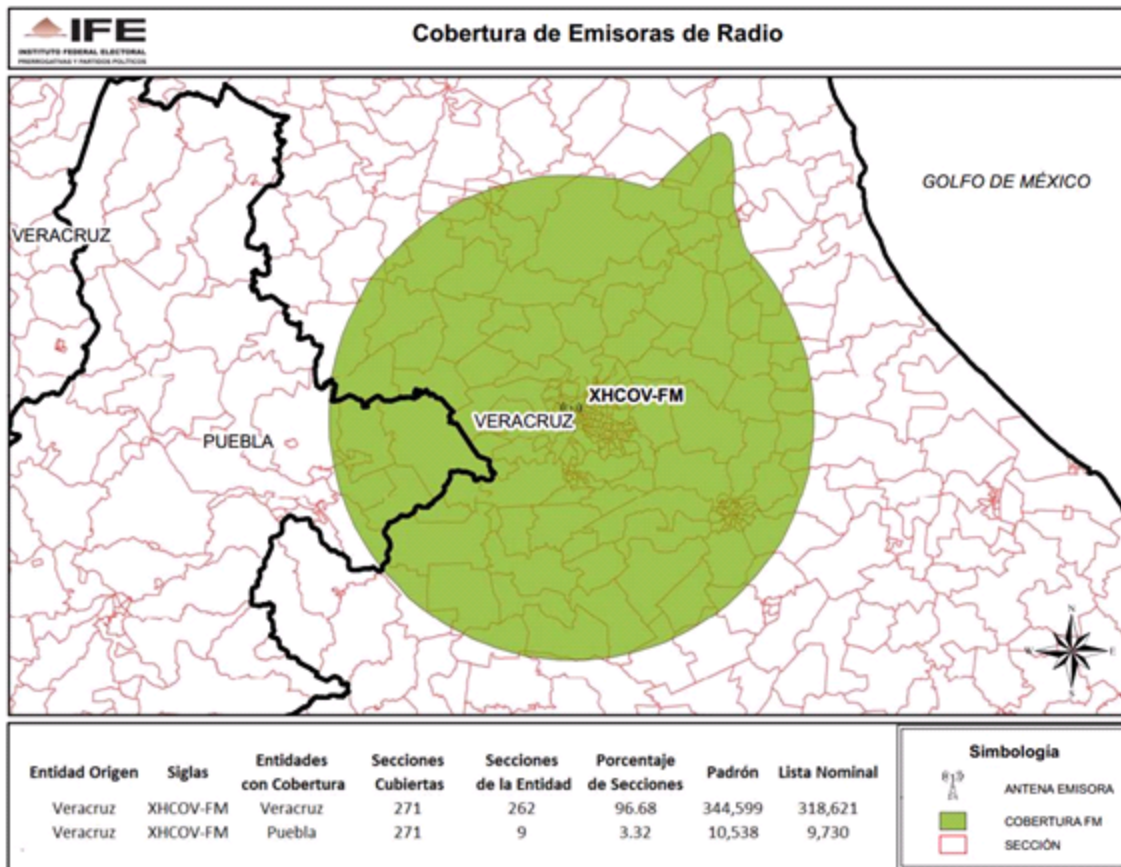 IFE
INSTITUTO FEDERAL ELECTORAL
PRERROGATIVAS Y PARTIDOS POLÍTICOS
Cobertura de Emisoras de Radio
GOLFO DE MÉXICO
VERACRUZ
XHCOV-FM
VERACRUZ
PUEBLA
N
W E
S
Entidad Origen Siglas Entidades con Cobertura Secciones Cubiertas Secciones de la Entidad Porcentaje de Secciones Padrón Lista Nominal
Veracruz XHCOV-FM Veracruz 271 262 96.68 344,599 318,621
Veracruz XHCOV-FM Puebla 271 9 3.32 10,538 9,730
Simbología
ANTENA EMISORA
COBERTURA FM
SECCIÓN